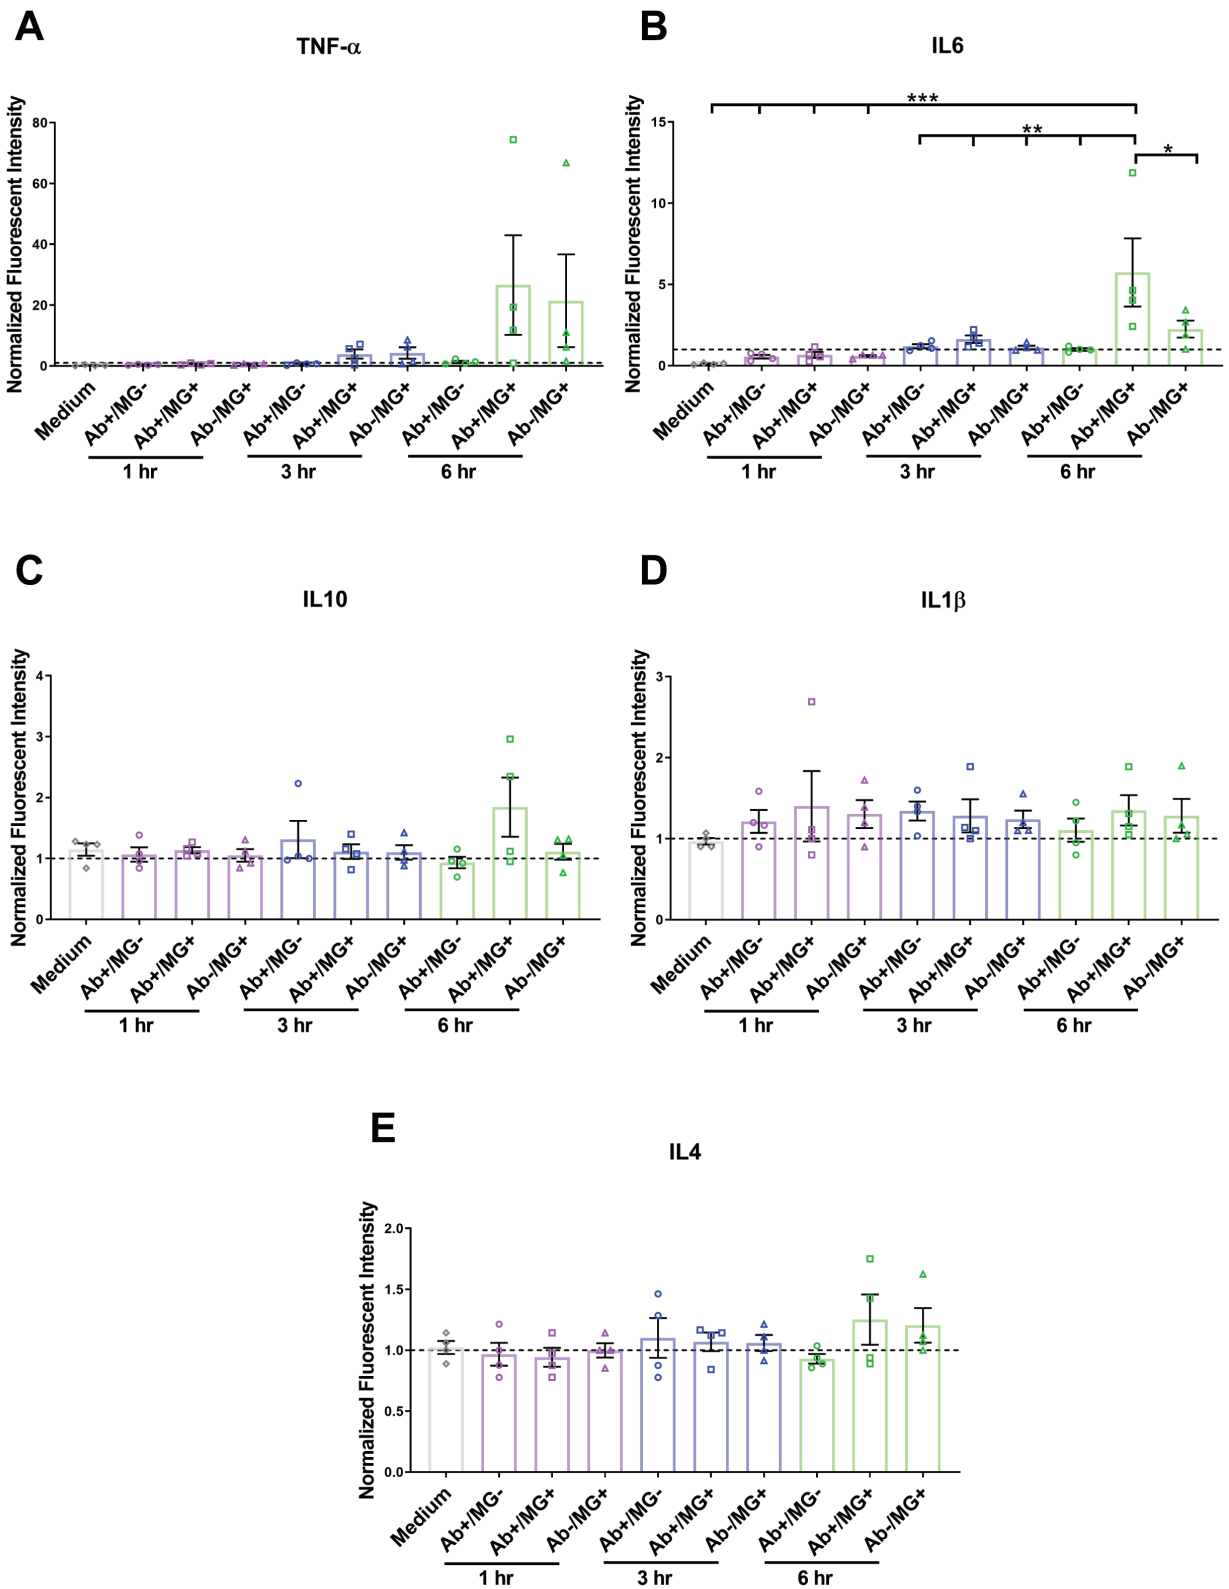 A
TNF-α
Normalized Fluorescent Intensity
80
60
40
20
0
Medium
Ab+/MG-
Ab+/MG+
Ab-/MG+
Ab+/MG-
Ab+/MG+
Ab-/MG+
Ab+/MG-
Ab+/MG+
Ab-/MG+
1 hr
3 hr
6 hr
B
IL6
Normalized Fluorescent Intensity
15
10
5
0
***
**
*
Medium
Ab+/MG-
Ab+/MG+
Ab-/MG+
Ab+/MG-
Ab+/MG+
Ab-/MG+
Ab+/MG-
Ab+/MG+
Ab-/MG+
1 hr
3 hr
6 hr
C
IL10
Normalized Fluorescent Intensity
4
3
2
1
0
Medium
Ab+/MG-
Ab+/MG+
Ab-/MG+
Ab+/MG-
Ab+/MG+
Ab-/MG+
Ab+/MG-
Ab+/MG+
Ab-/MG+
1 hr
3 hr
6 hr
D
IL1β
Normalized Fluorescent Intensity
3
2
1
0
Medium
Ab+/MG-
Ab+/MG+
Ab-/MG+
Ab+/MG-
Ab+/MG+
Ab-/MG+
Ab+/MG-
Ab+/MG+
Ab-/MG+
1 hr
3 hr
6 hr
E
IL4
Normalized Fluorescent Intensity
2.0
1.5
1.0
0.5
0.0
Medium
Ab+/MG-
Ab+/MG+
Ab-/MG+
Ab+/MG-
Ab+/MG+
Ab-/MG+
Ab+/MG-
Ab+/MG+
Ab-/MG+
1 hr
3 hr
6 hr